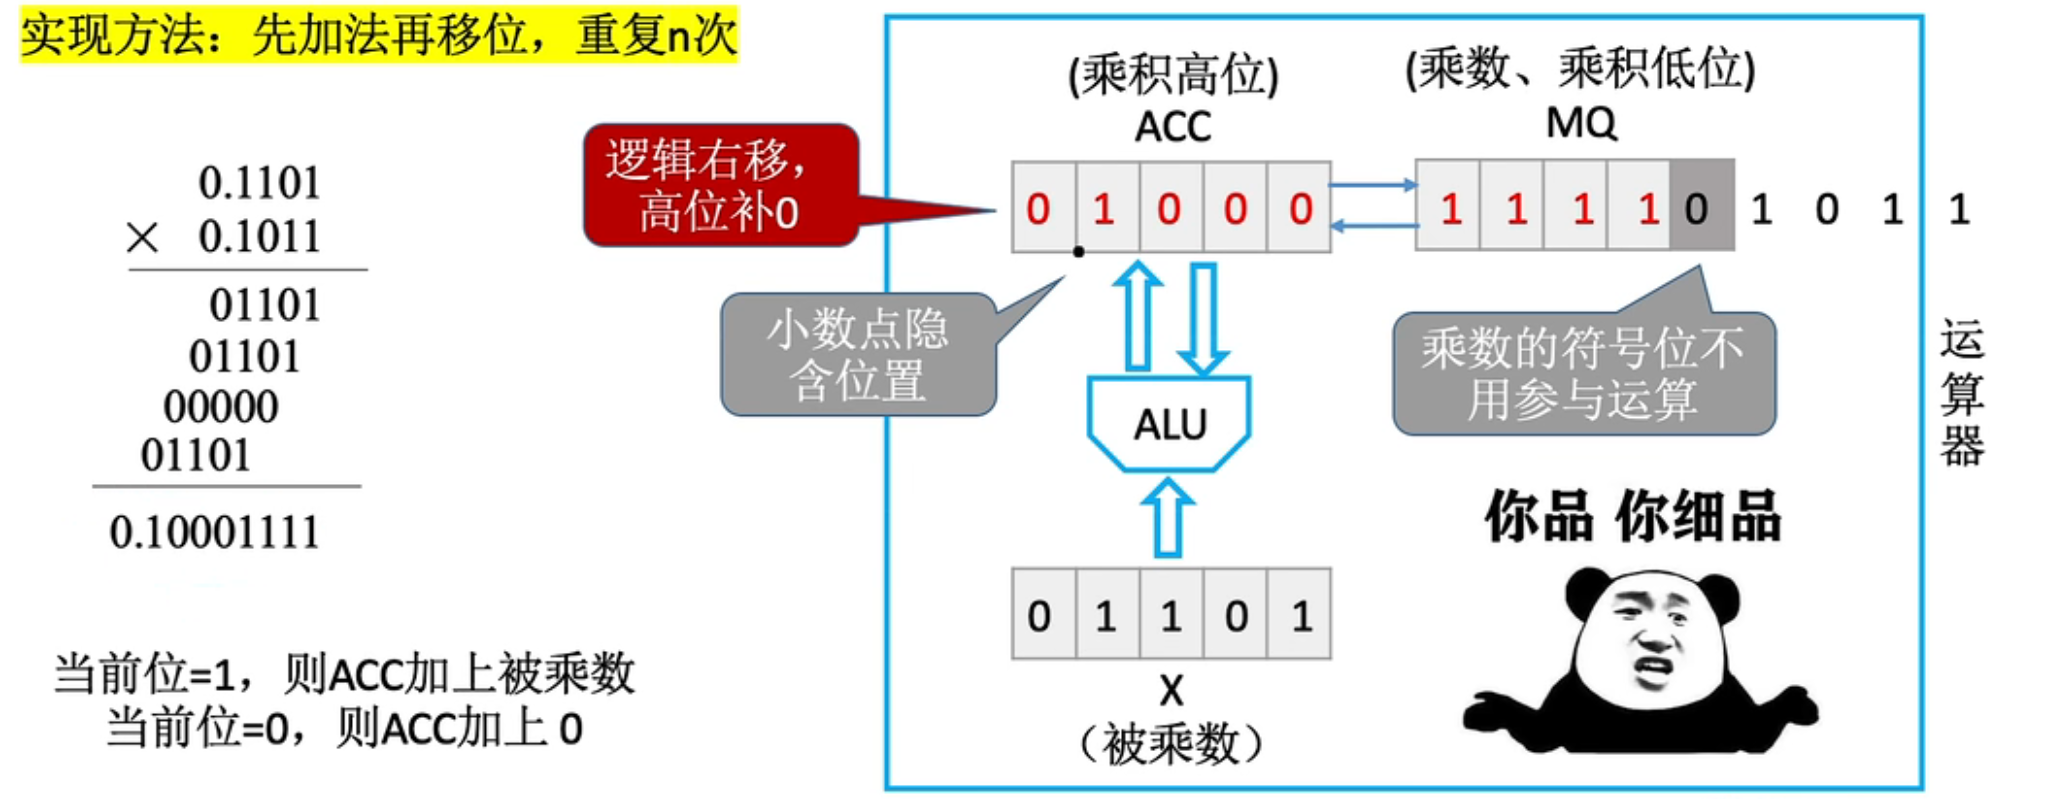 实现方法：先加法再移位，重复n次
0.1101
× 0.1011
01101
01101
00000
01101
0.10001111
当前位=1，则ACC加上被乘数
当前位=0，则ACC加上 0
逻辑右移，
高位补0
小数点隐
含位置
(乘积高位)
ACC
(乘数、乘积低位)
MQ
0 1 0 0 0
1 1 1 1 0 1 0 1 1
ALU
乘数的符号位不
用参与运算
0 1 1 0 1
X
（被乘数）
运
算
器
你品 你细品